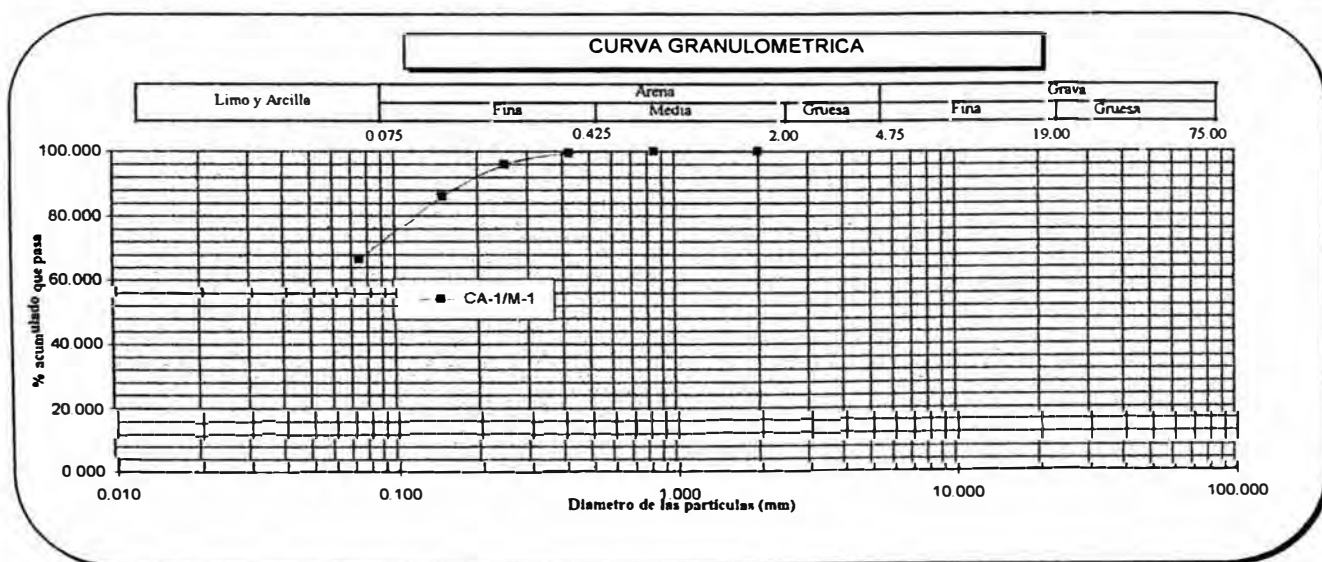 CURVA GRANULOMETRICA
Limo y Arcilla
Arena
Grava
Fina
Media
Gruesa
Fina
Gruesa
0.075
0.425
2.00
4.75
19.00
75.00
100.000
80.000
60.000
40.000
20 000
0 000
% acumulado que pasa
CA-1/M-1
0.010
0.100
1.000
10.000
100.000
Diametro de las particulas (mm)